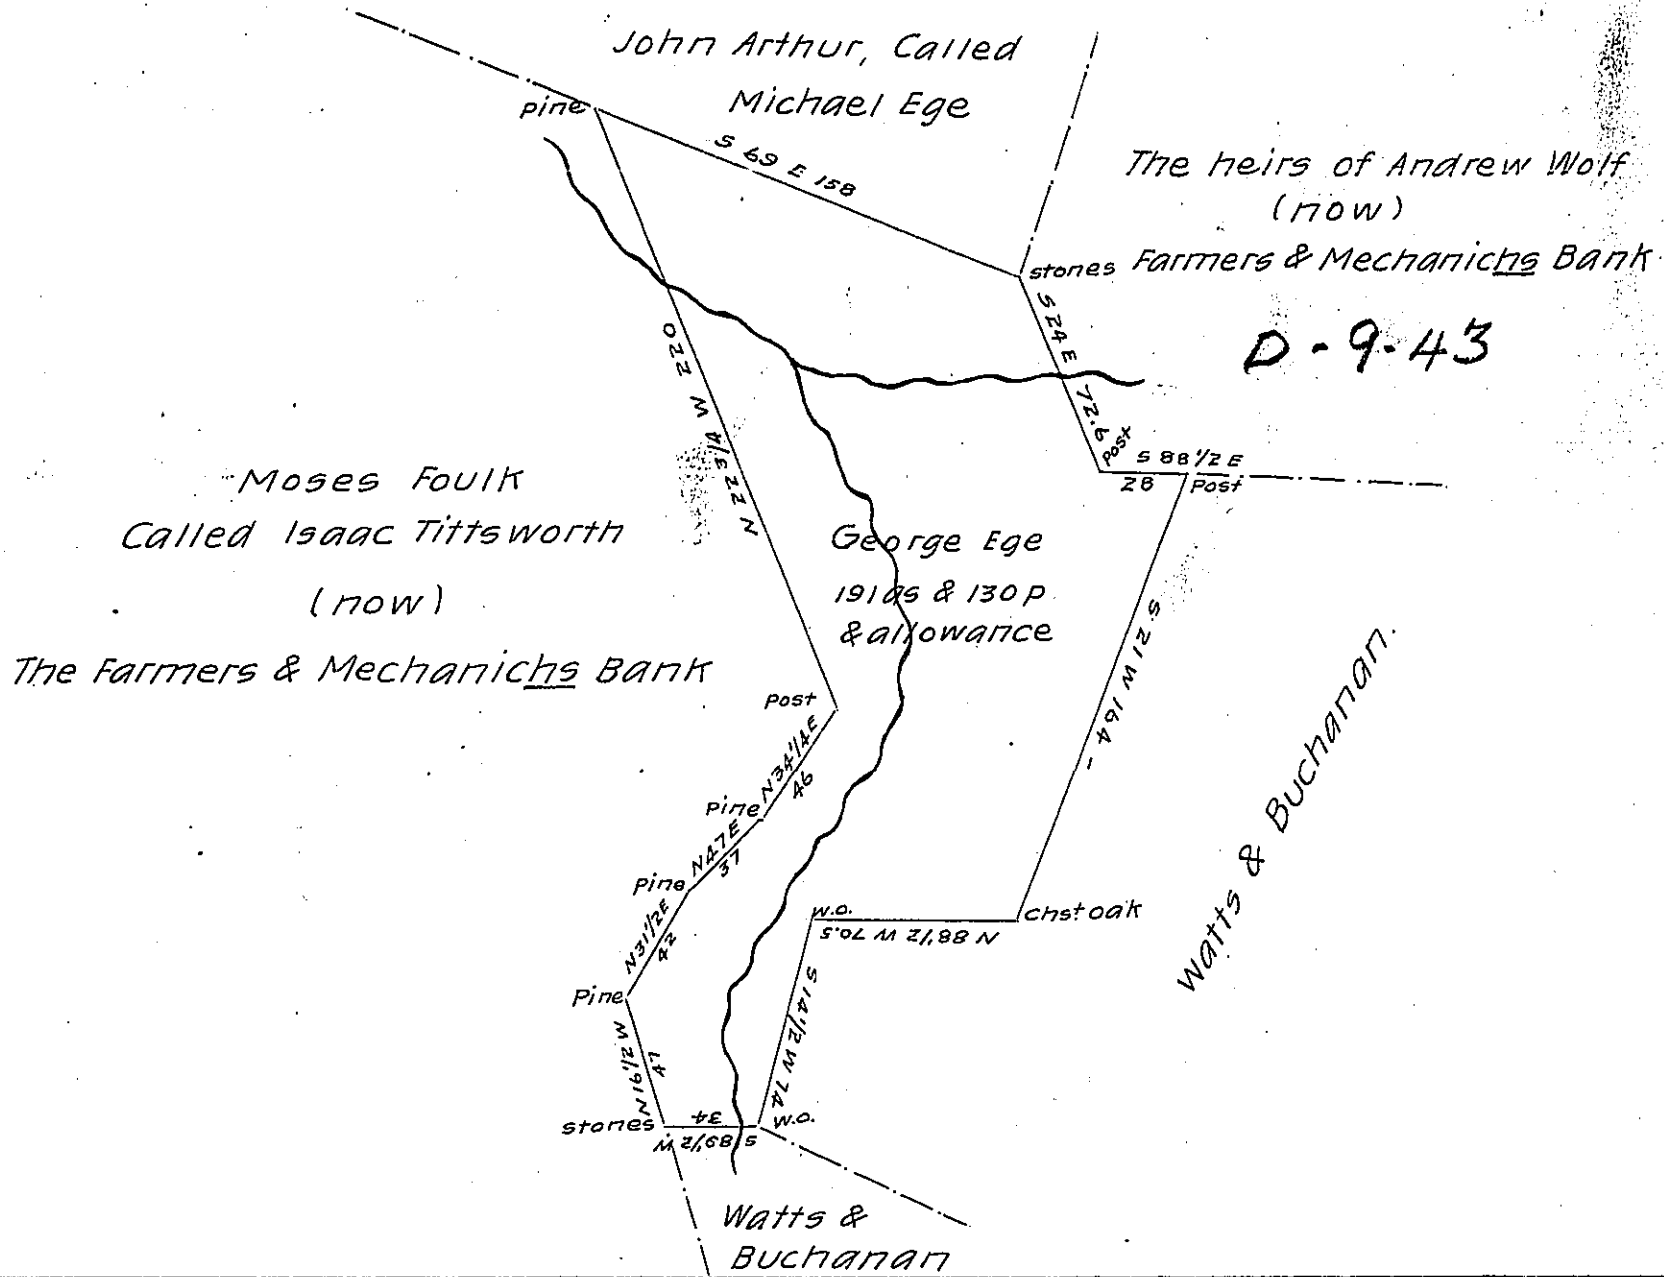 John Arthur, Called
Michael Ege
pine
S 69 E 158
The heirs of Andrew Wolf
(now)
Farmers & Mechanichs Bank
stones
S 24 E 72.6
D-9-43
Post
S 88 1/2 E
28
Post
N 22 3/4 W 220
Moses Foulk
Called Isaac Tittsworth
(now)
The Farmers & Mechanichs Bank
George Ege
191 as & 130 p
& allowance
S 21 W 164 -
Watts & Buchanan.
Post
N 34 1/4 E
46
Pine
N 47 E
37
Pine
N 31 1/2 E
42
Pine
N 16 1/2 W
47
stones
34
S 89 1/2 W
W.O.
S 14 1/2 W 74
W.O.
N 88 1/2 W 70.5
chst oak
Watts &
Buchanan